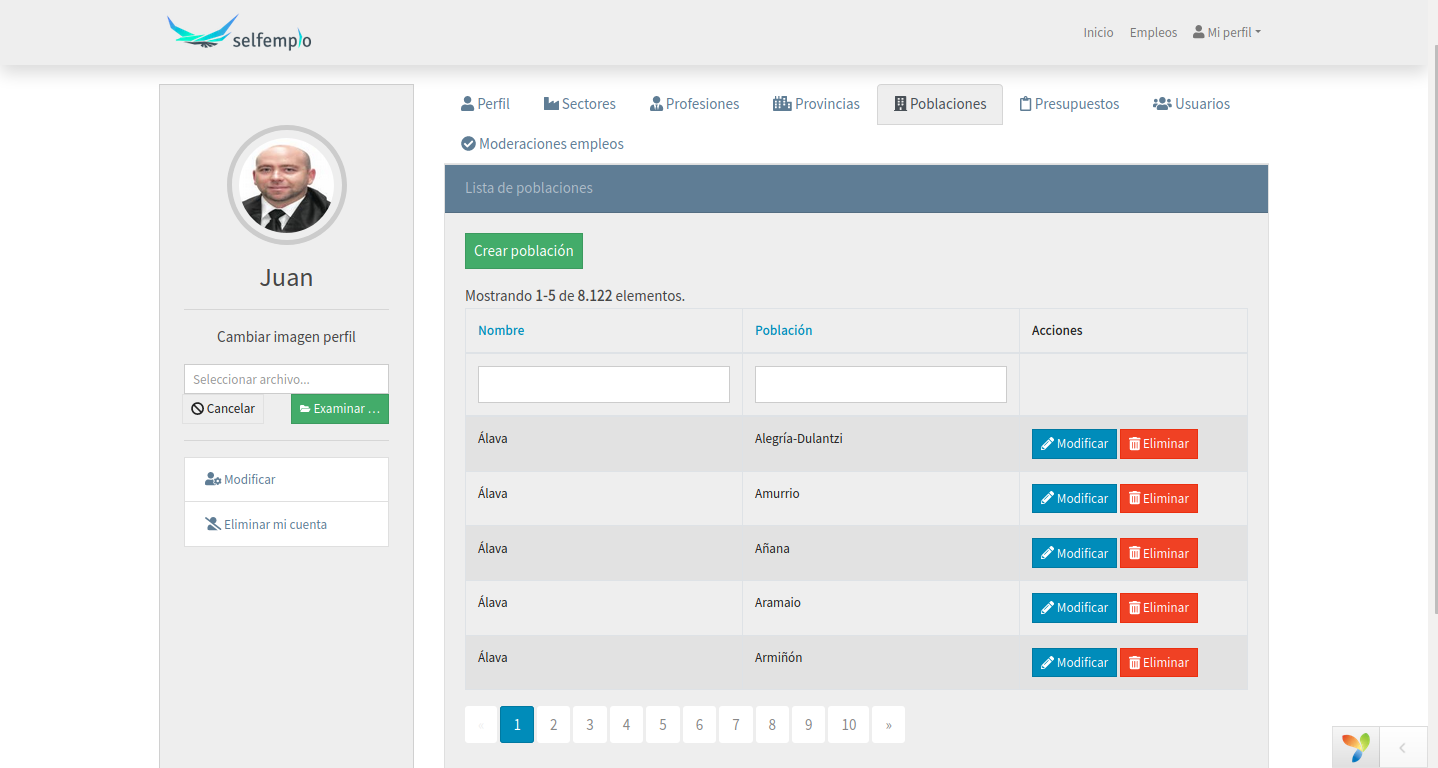 selfemplo
Inicio Empleos Mi perfil
Perfil Sectores Profesiones Provincias Poblaciones Presupuestos Usuarios
Moderaciones empleos
Juan
Cambiar imagen perfil
Seleccionar archivo...
Cancelar Examinar …
Modificar
Eliminar mi cuenta
Lista de poblaciones
Crear población
Mostrando 1-5 de 8.122 elementos.
Nombre Población Acciones
Álava Alegría-Dulantzi Modificar Eliminar
Álava Amurrio Modificar Eliminar
Álava Añana Modificar Eliminar
Álava Aramaio Modificar Eliminar
Álava Armiñón Modificar Eliminar
« 1 2 3 4 5 6 7 8 9 10 »